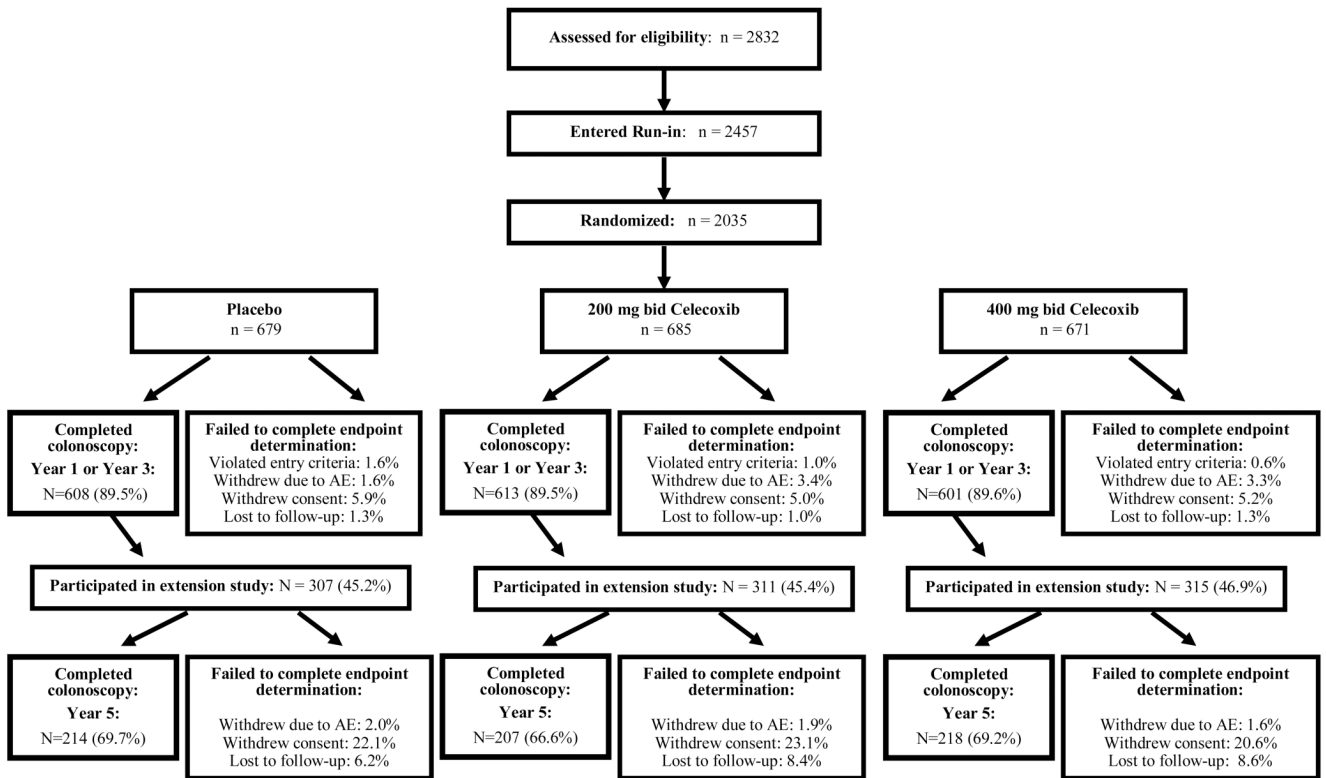 Assessed for eligibility: n = 2832
Entered Run-in: n = 2457
Randomized: n = 2035
Placebo
n = 679
200 mg bid Celecoxib
n = 685
400 mg bid Celecoxib
n = 671
Completed
colonoscopy:
Year 1 or Year 3:
N=608 (89.5%)
Failed to complete endpoint
determination:
Violated entry criteria: 1.6%
Withdrew due to AE: 1.6%
Withdrew consent: 5.9%
Lost to follow-up: 1.3%
Completed
colonoscopy:
Year 1 or Year 3:
N=613 (89.5%)
Failed to complete endpoint
determination:
Violated entry criteria: 1.0%
Withdrew due to AE: 3.4%
Withdrew consent: 5.0%
Lost to follow-up: 1.0%
Completed
colonoscopy:
Year 1 or Year 3:
N=601 (89.6%)
Failed to complete endpoint
determination:
Violated entry criteria: 0.6%
Withdrew due to AE: 3.3%
Withdrew consent: 5.2%
Lost to follow-up: 1.3%
Participated in extension study: N = 307 (45.2%)
Participated in extension study: N = 311 (45.4%)
Participated in extension study: N = 315 (46.9%)
Completed
colonoscopy:
Year 5:
N=214 (69.7%)
Failed to complete endpoint
determination:
Withdrew due to AE: 2.0%
Withdrew consent: 22.1%
Lost to follow-up: 6.2%
Completed
colonoscopy:
Year 5:
N=207 (66.6%)
Failed to complete endpoint
determination:
Withdrew due to AE: 1.9%
Withdrew consent: 23.1%
Lost to follow-up: 8.4%
Completed
colonoscopy:
Year 5:
N=218 (69.2%)
Failed to complete endpoint
determination:
Withdrew due to AE: 1.6%
Withdrew consent: 20.6%
Lost to follow-up: 8.6%